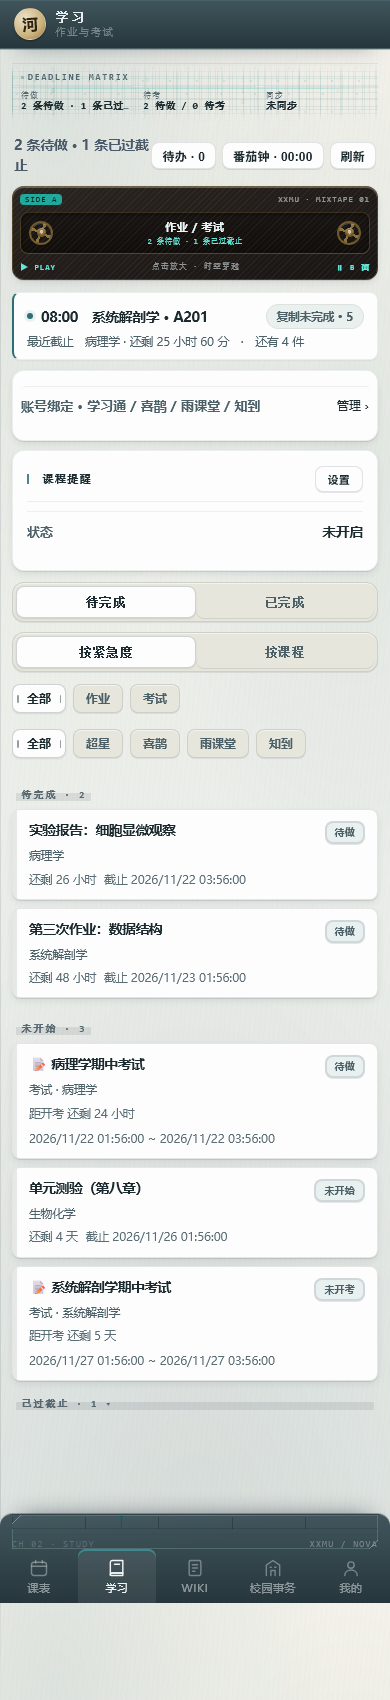 河 学习
作业与考试
DEADLINE MATRIX
待做 待考 同步
2 条待做 · 1 条已过… 2 待做 / 0 待考 未同步
2 条待做 • 1 条已过截止
待办 · 0 番茄钟 · 00:00 刷新
SIDE A XXMU · MIXTAPE 01
作业 / 考试
2 条待做 · 1 条已过截止
▶ PLAY 点击放大 · 时空穿越 ⏸ B 面
08:00 系统解剖学 • A201 复制未完成 • 5
最近截止 病理学 · 还剩 25 小时 60 分 · 还有 4 件
账号绑定 • 学习通 / 喜鹊 / 雨课堂 / 知到 管理 ›
课程提醒 设置
状态 未开启
待完成 已完成
按紧急度 按课程
全部 作业 考试
全部 超星 喜鹊 雨课堂 知到
待完成 · 2
实验报告：细胞显微观察 待做
病理学
还剩 26 小时 截止 2026/11/22 03:56:00
第三次作业：数据结构 待做
系统解剖学
还剩 48 小时 截止 2026/11/23 01:56:00
未开始 · 3
📝 病理学期中考试 待做
考试 · 病理学
距开考 还剩 24 小时
2026/11/22 01:56:00 ~ 2026/11/22 03:56:00
单元测验（第八章） 未开始
生物化学
还剩 4 天 截止 2026/11/26 01:56:00
📝 系统解剖学期中考试 未开考
考试 · 系统解剖学
距开考 还剩 5 天
2026/11/27 01:56:00 ~ 2026/11/27 03:56:00
已过截止 · 1 ▾
CH 02 · STUDY XXMU / NOVA
课表 学习 WIKI 校园事务 我的